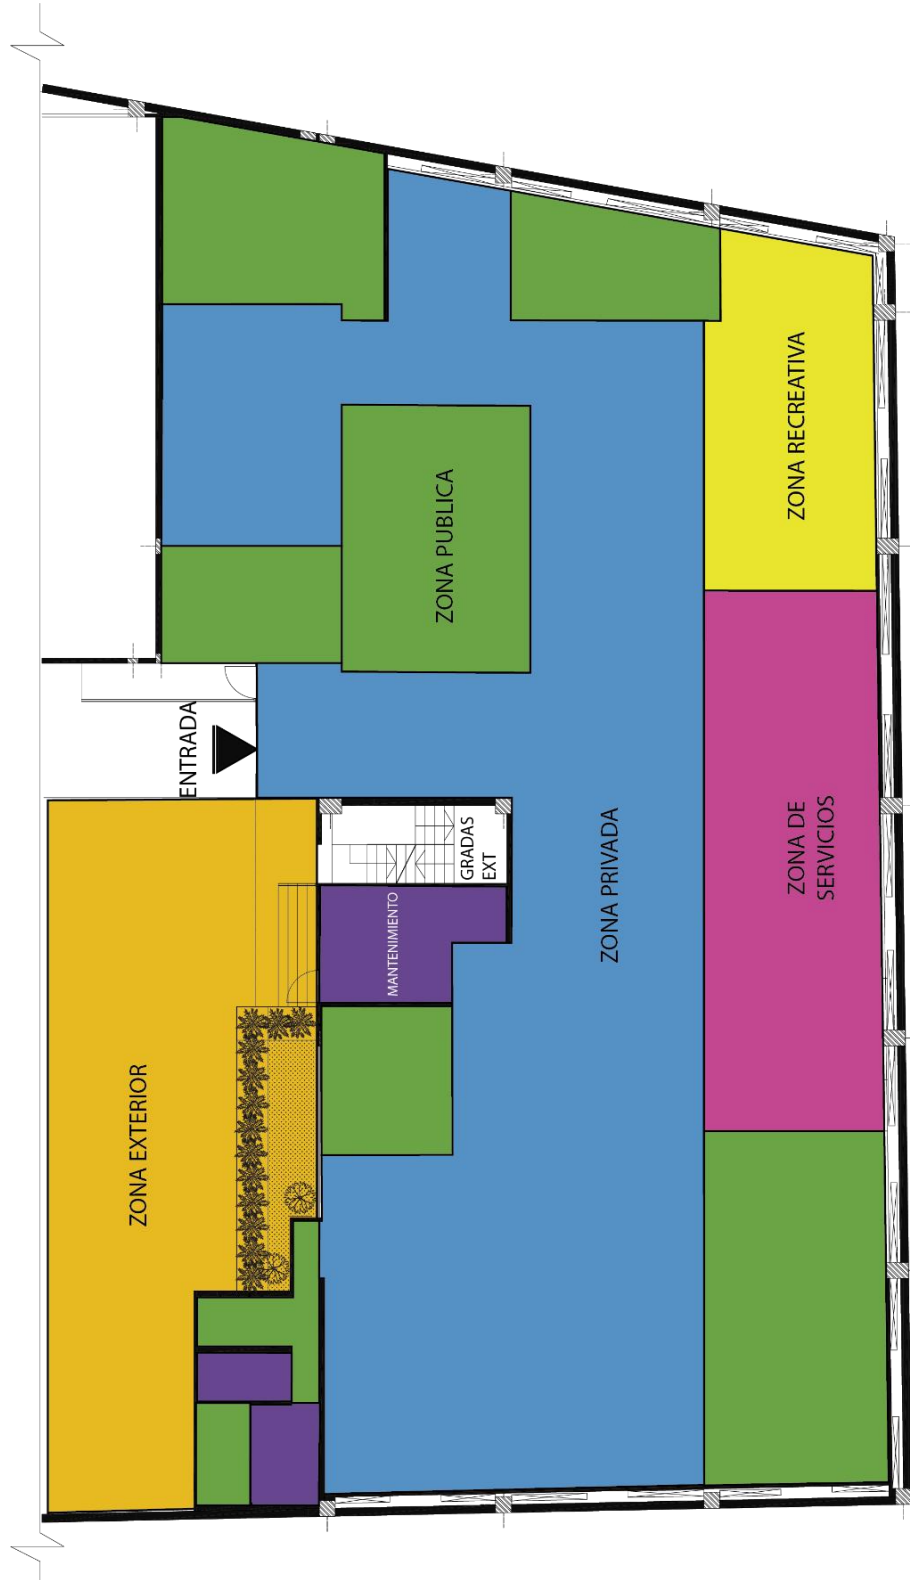 ZONA EXTERIOR
ENTRADA
MANTENIMIENTO
GRADAS
EXT
ZONA PUBLICA
ZONA PRIVADA
ZONA DE
SERVICIOS
ZONA RECREATIVA